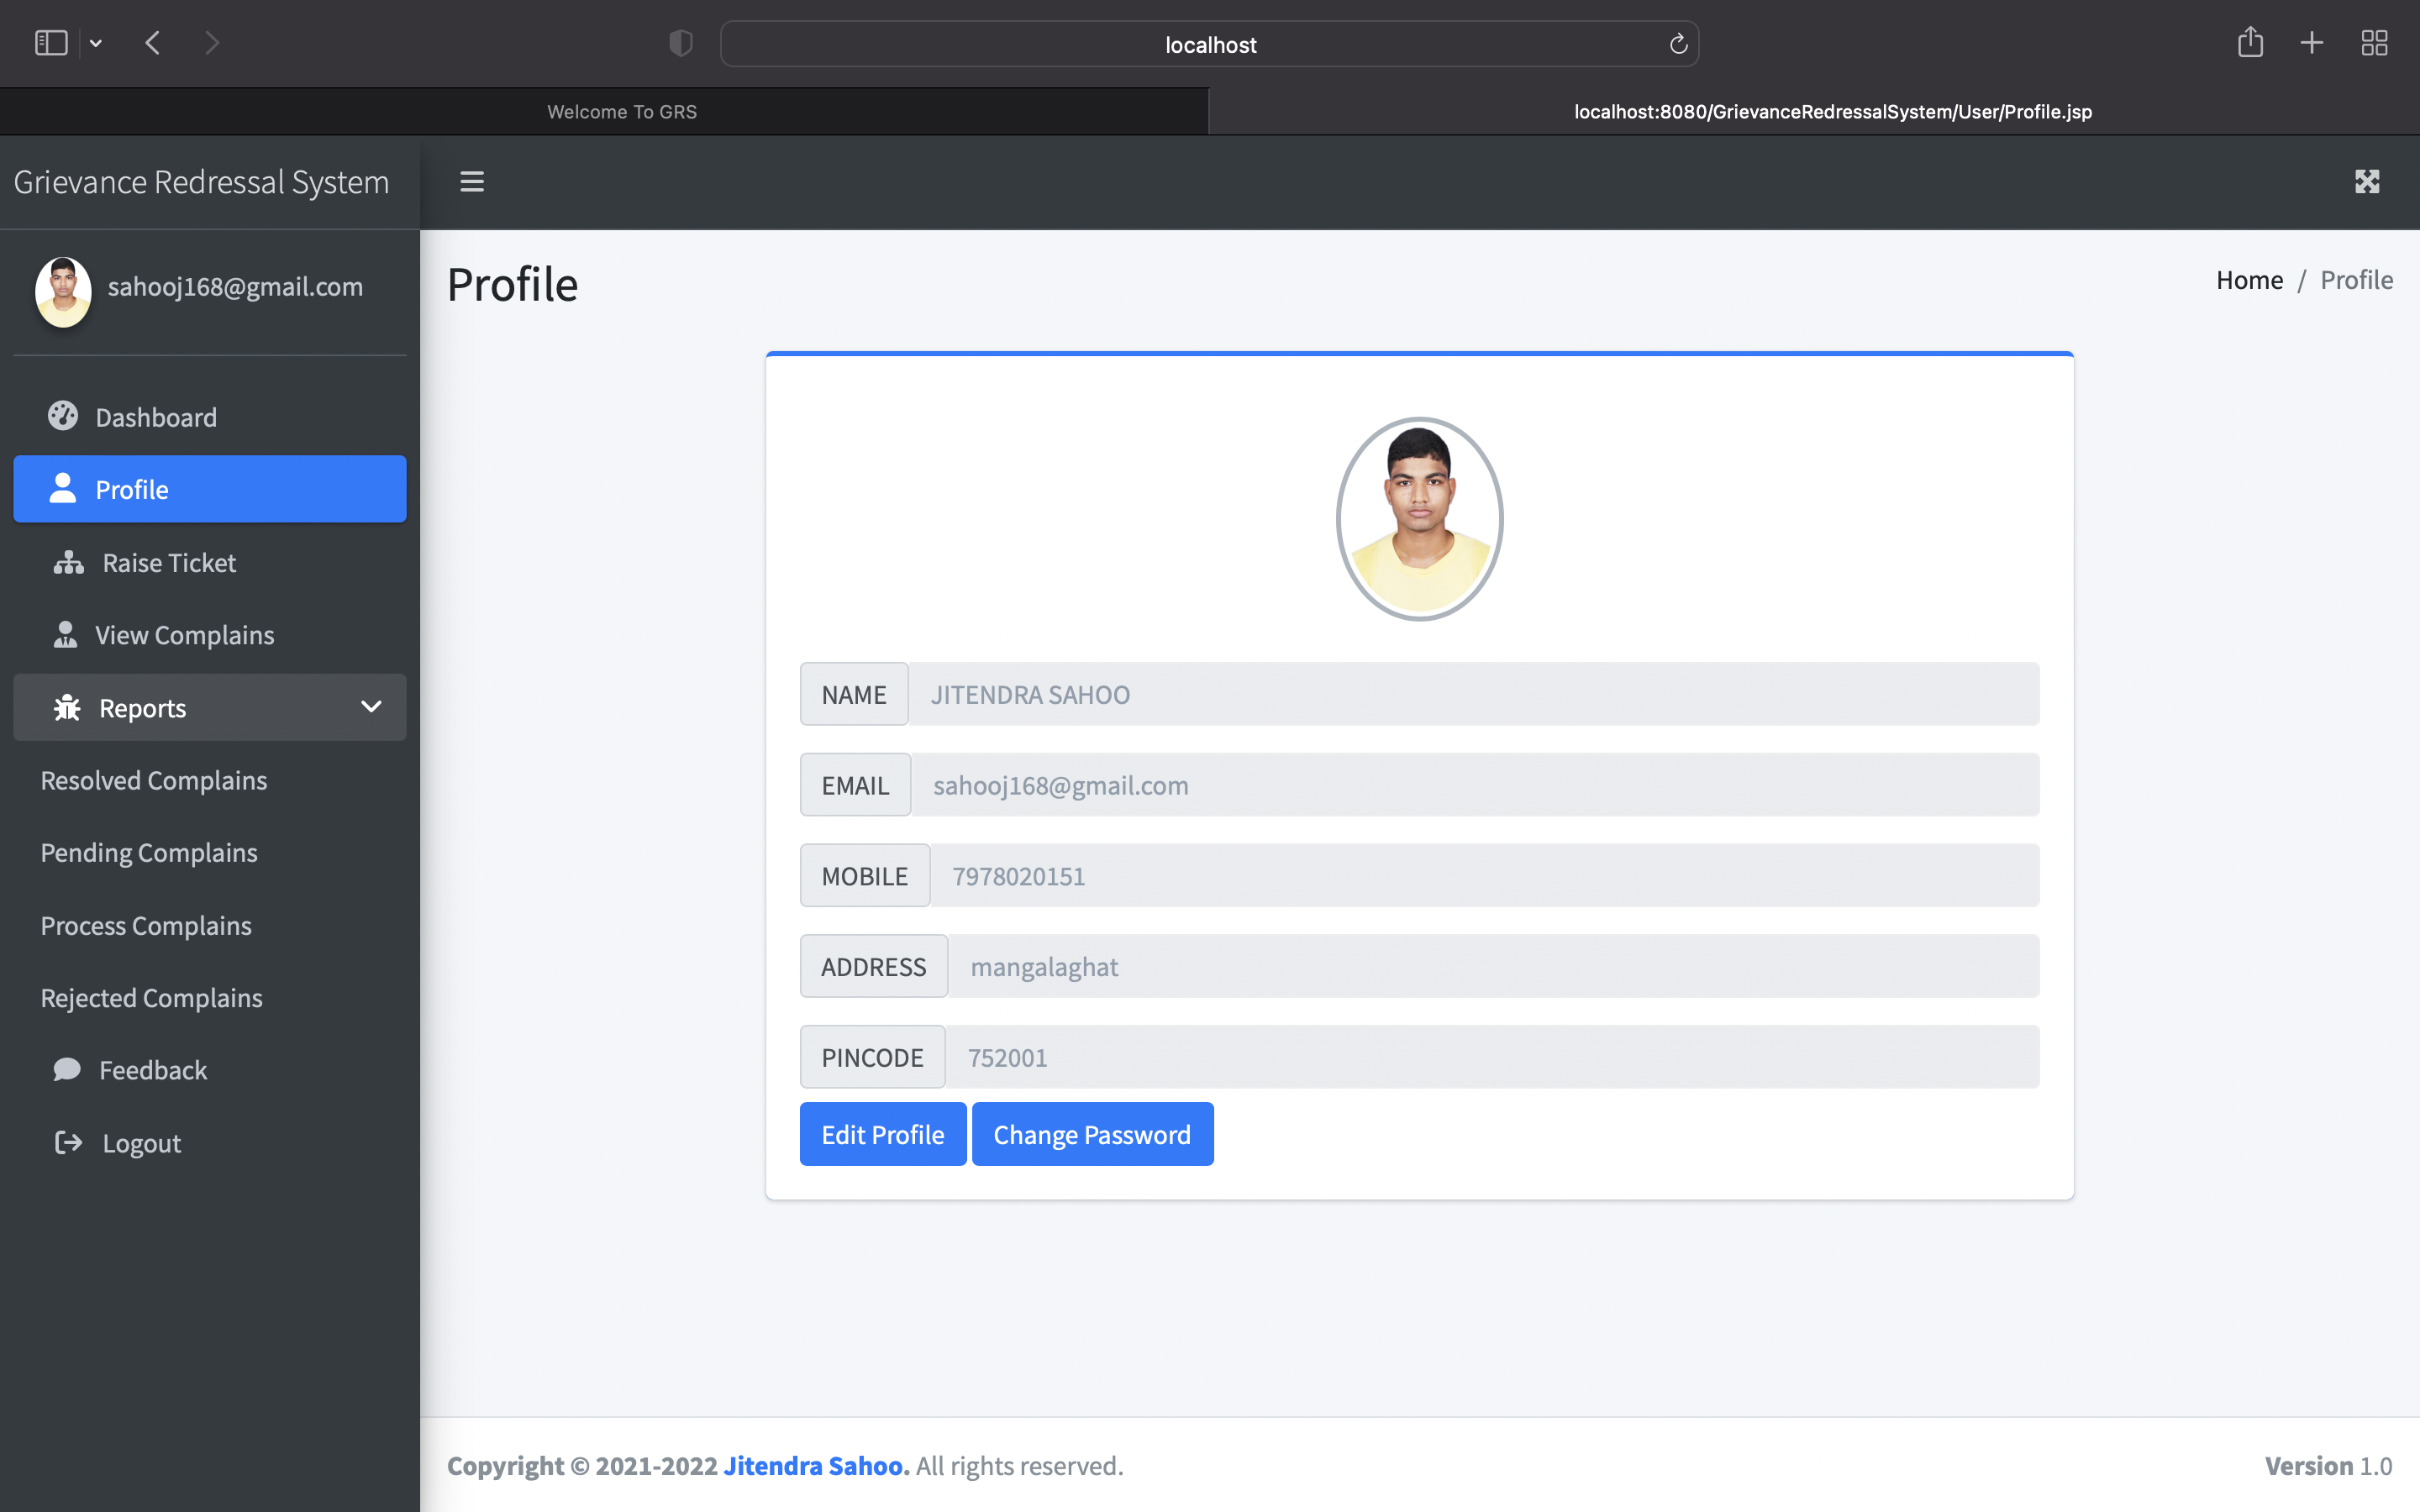 localhost
Welcome To GRS
localhost:8080/GrievanceRedressalSystem/User/Profile.jsp
Grievance Redressal System
sahooj168@gmail.com
Profile
Home / Profile
Dashboard
Profile
Raise Ticket
View Complains
Reports
Resolved Complains
Pending Complains
Process Complains
Rejected Complains
Feedback
Logout
NAME JITENDRA SAHOO
EMAIL sahooj168@gmail.com
MOBILE 7978020151
ADDRESS mangalaghat
PINCODE 752001
Edit Profile Change Password
Copyright © 2021-2022 Jitendra Sahoo. All rights reserved.
Version 1.0